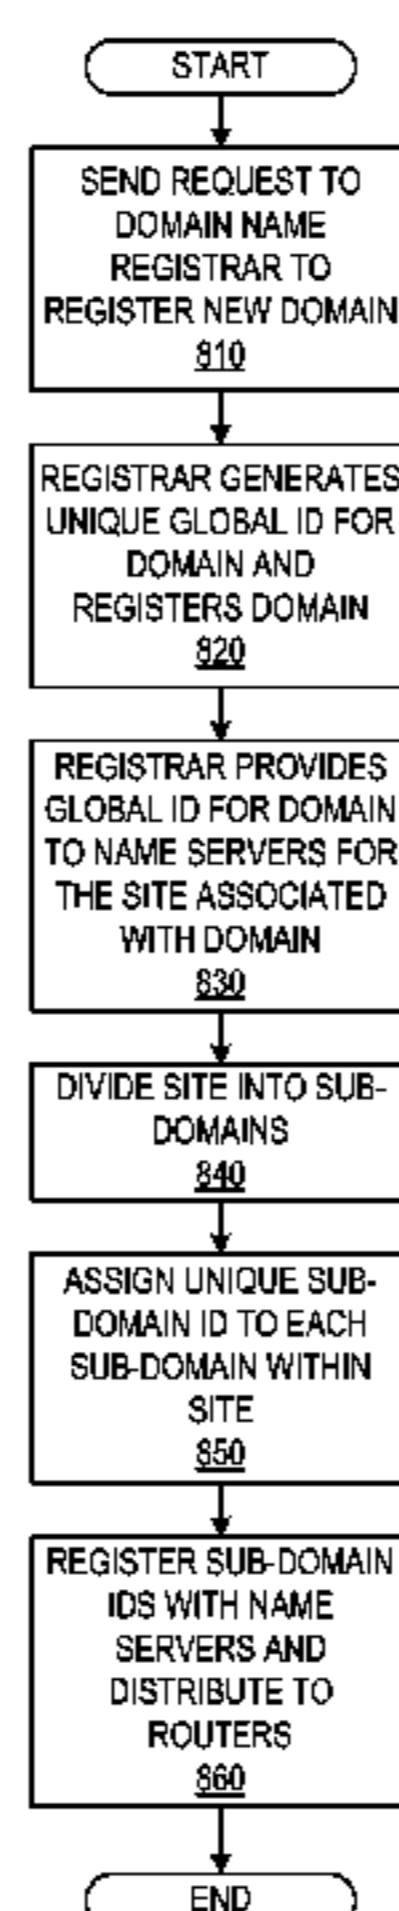 START
SEND REQUEST TO
DOMAIN NAME
REGISTRAR TO
REGISTER NEW DOMAIN
810
REGISTRAR GENERATES
UNIQUE GLOBAL ID FOR
DOMAIN AND
REGISTERS DOMAIN
820
REGISTRAR PROVIDES
GLOBAL ID FOR DOMAIN
TO NAME SERVERS FOR
THE SITE ASSOCIATED
WITH DOMAIN
830
DIVIDE SITE INTO SUB-
DOMAINS
840
ASSIGN UNIQUE SUB-
DOMAIN ID TO EACH
SUB-DOMAIN WITHIN
SITE
850
REGISTER SUB-DOMAIN
IDS WITH NAME
SERVERS AND
DISTRIBUTE TO
ROUTERS
860
END